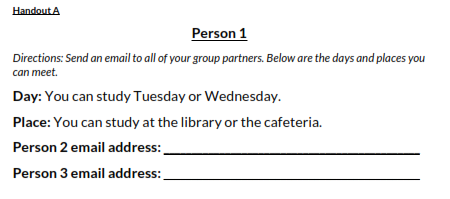 Handout A
Person 1
Directions: Send an email to all of your group partners. Below are the days and places you
can meet.
Day: You can study Tuesday or Wednesday.
Place: You can study at the library or the cafeteria.
Person 2 email address: ________________________________
Person 3 email address: ________________________________